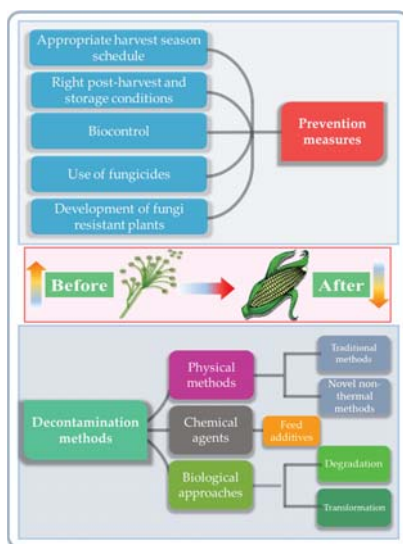 Appropriate harvest season
schedule
Right post-harvest and
storage conditions
Biocontrol
Use of fungicides
Development of fungi
resistant plants
Prevention
measures
Before
After
Decontamination
methods
Physical
methods
Traditional
methods
Novel non-
thermal methods
Chemical
agents
Feed
additives
Biological
approaches
Degradation
Transformation